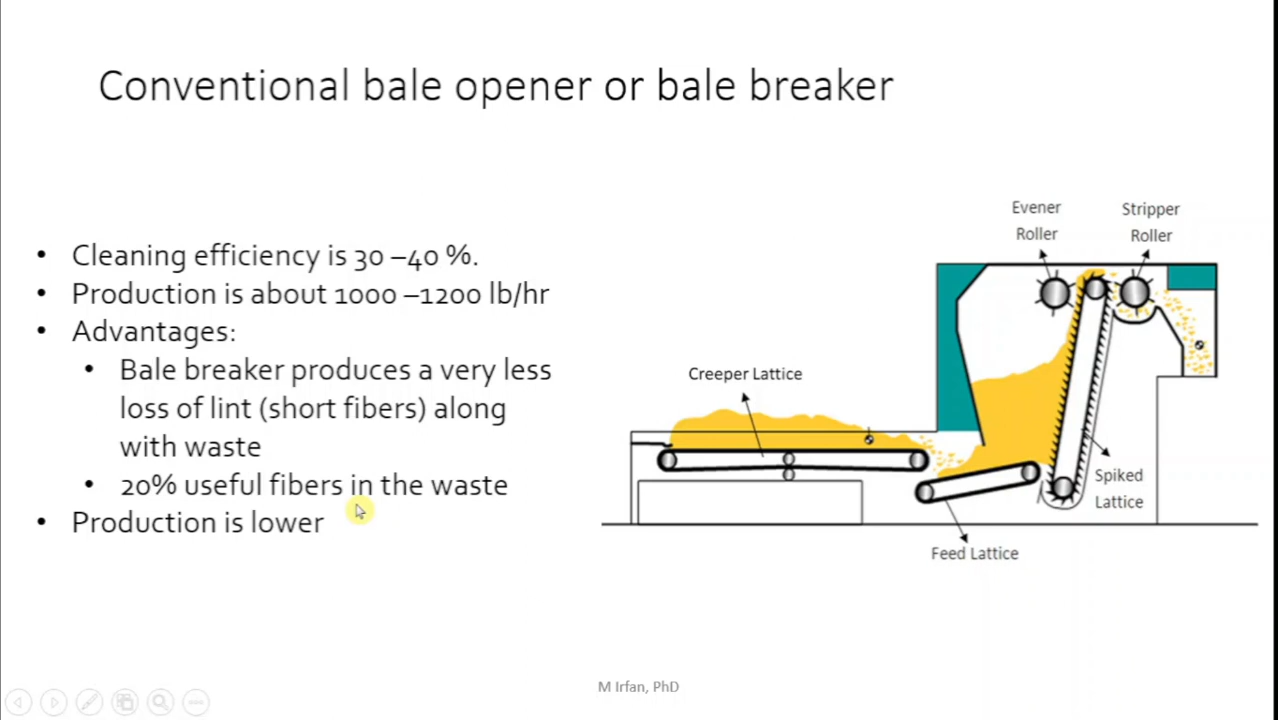 Conventional bale opener or bale breaker
• Cleaning efficiency is 30 –40 %.
• Production is about 1000 –1200 lb/hr
• Advantages:
• Bale breaker produces a very less
loss of lint (short fibers) along
with waste
• 20% useful fibers in the waste
• Production is lower
Evener
Roller
Stripper
Roller
Creeper Lattice
Spiked
Lattice
Feed Lattice
M Irfan, PhD